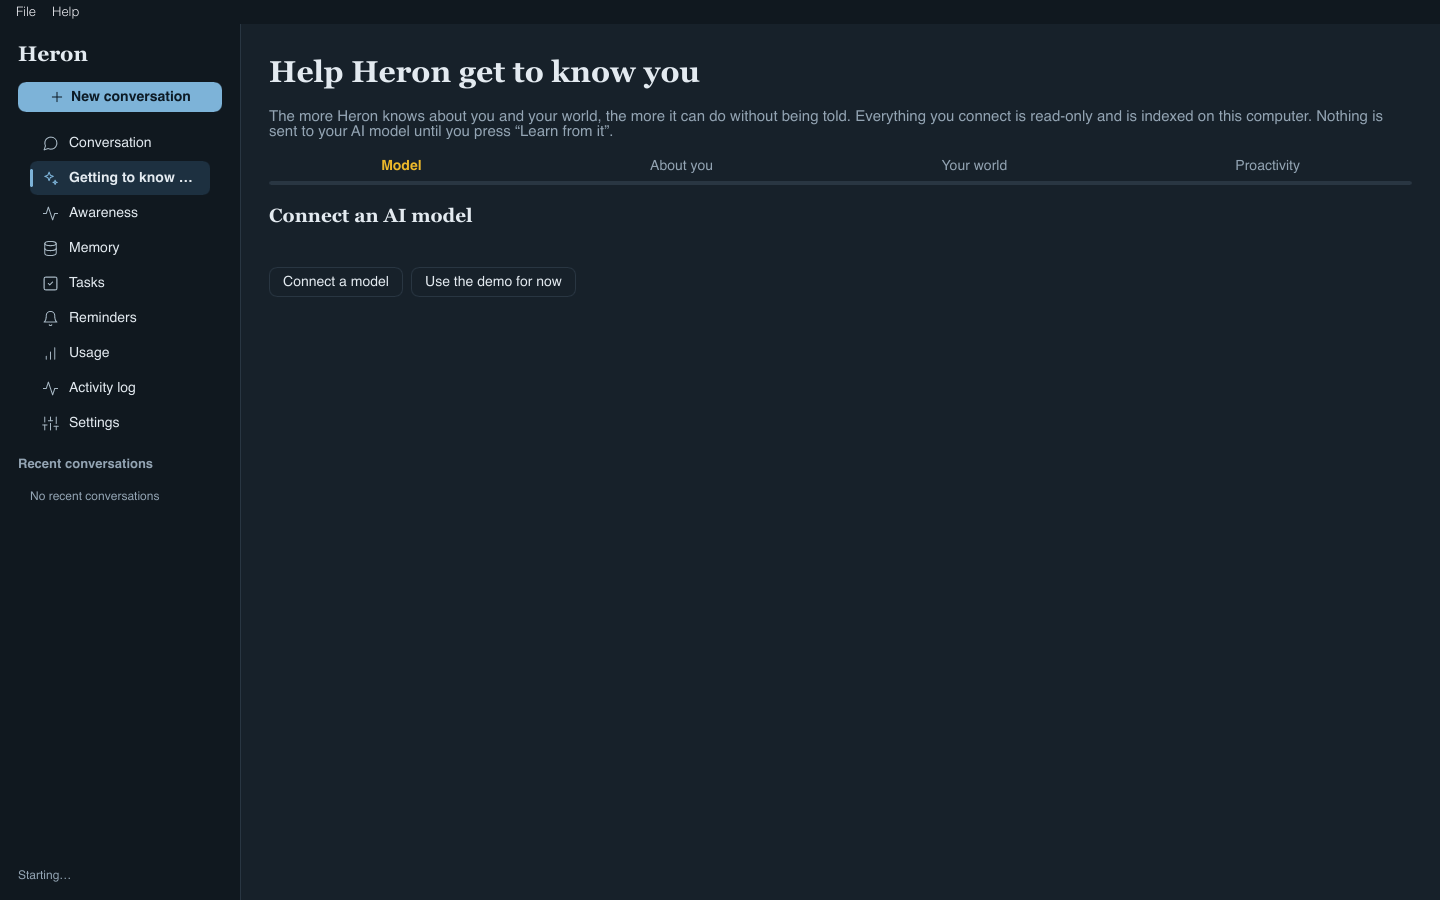 File Help
Heron
New conversation
Conversation
Getting to know ...
Awareness
Memory
Tasks
Reminders
Usage
Activity log
Settings
Recent conversations
No recent conversations
Starting...
Help Heron get to know you
The more Heron knows about you and your world, the more it can do without being told. Everything you connect is read-only and is indexed on this computer. Nothing is
sent to your AI model until you press “Learn from it”.
Model About you Your world Proactivity
Connect an AI model
Connect a model Use the demo for now